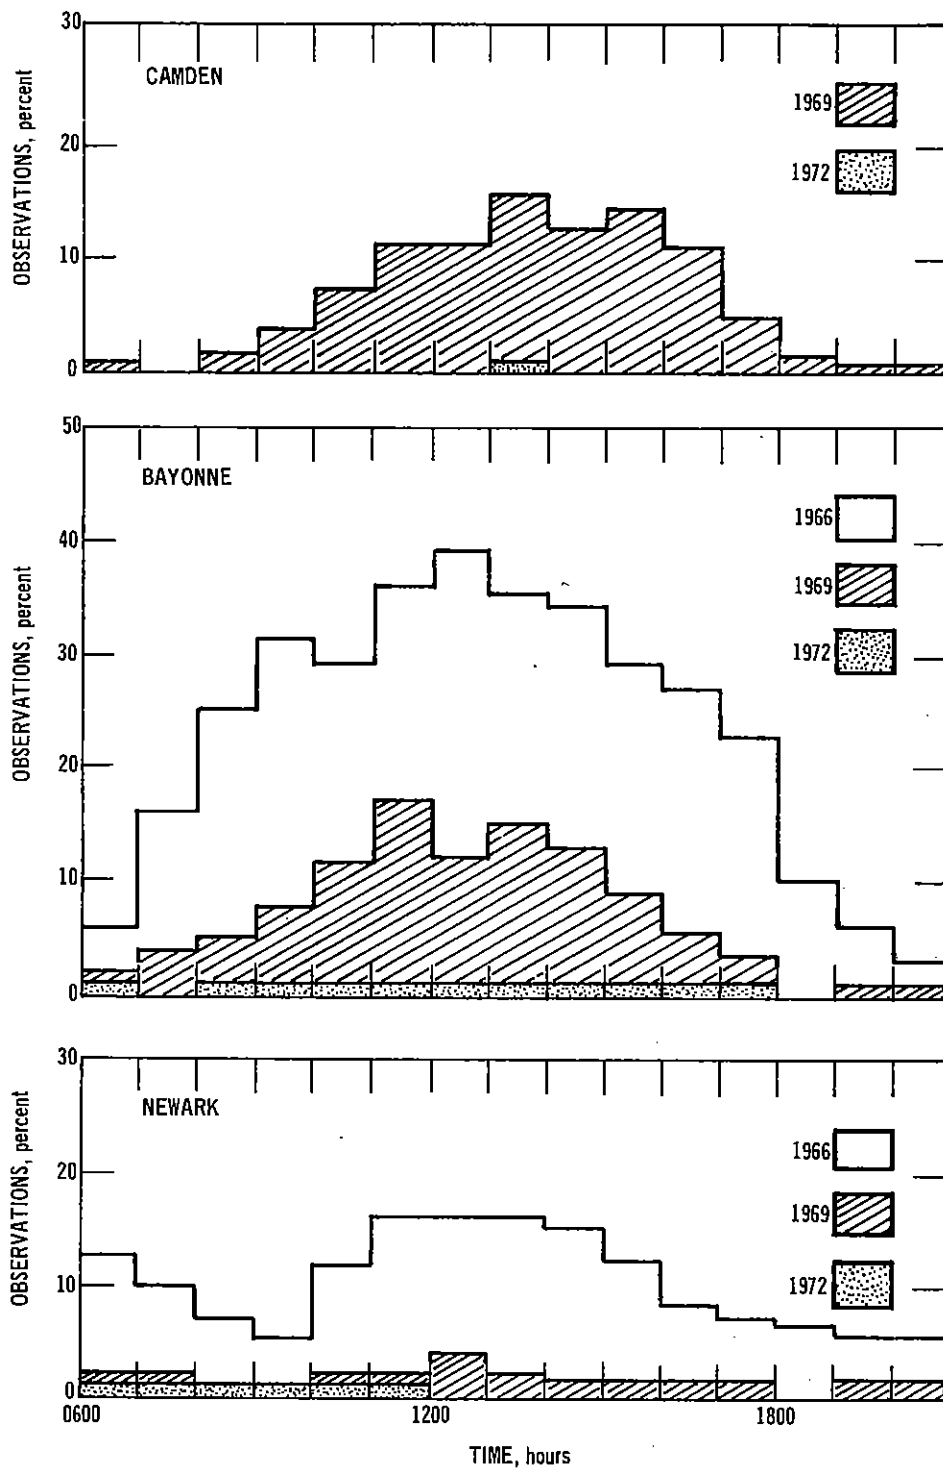 30
CAMDEN
1969
20
1972
10
0
OBSERVATIONS, percent
50
BAYONNE
1966
40
1969
30
1972
20
10
0
OBSERVATIONS, percent
30
NEWARK
1966
20
1969
10
1972
0
OBSERVATIONS, percent
0600 1200 1800
TIME, hours